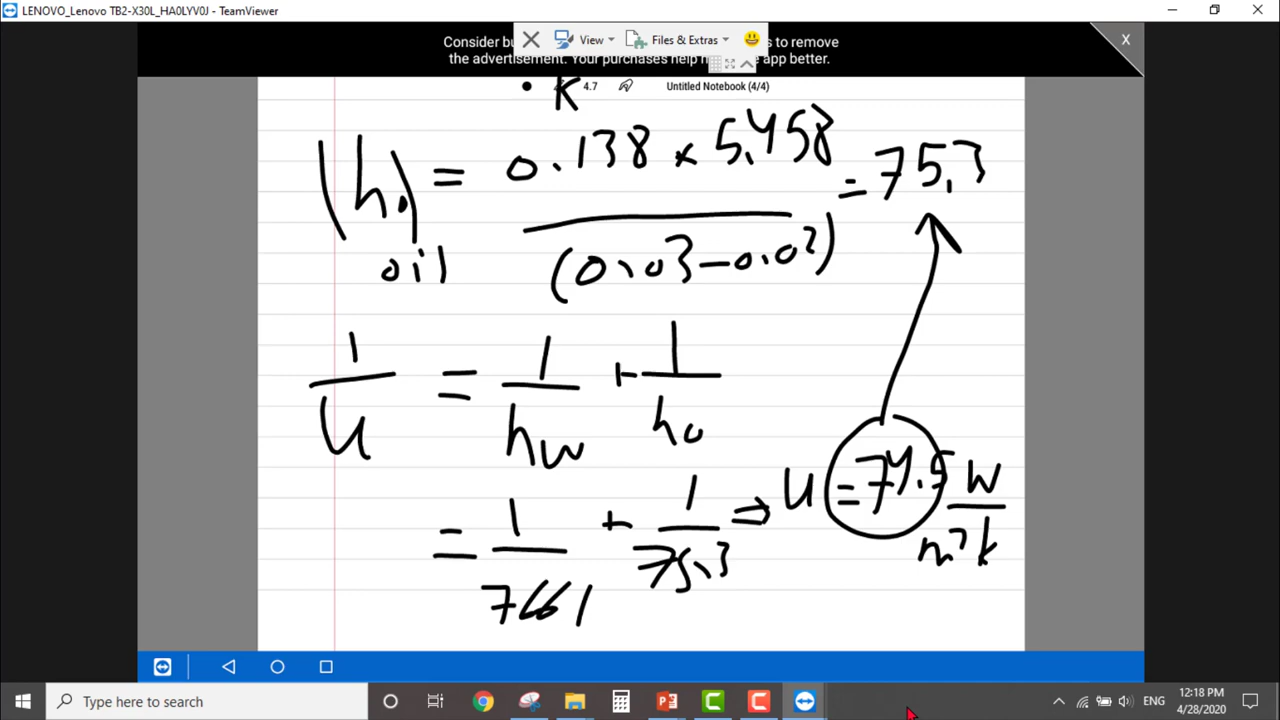 LENOVO_Lenovo TB2-X30L_HA0LYV0J - TeamViewer
View
Files & Extras
Consider bu s to remove
the advertisement. Your purchases help app better.
X
4.7
Untitled Notebook (4/4)
k
(ho)oil = 0.138 × 5.458 / (0.03-0.02) = 75.3
1/U = 1/hw + 1/ho
= 1/7661 + 1/75.3 ⇒ U = 74.5 W/m²k
Type here to search
ENG
12:18 PM
4/28/2020